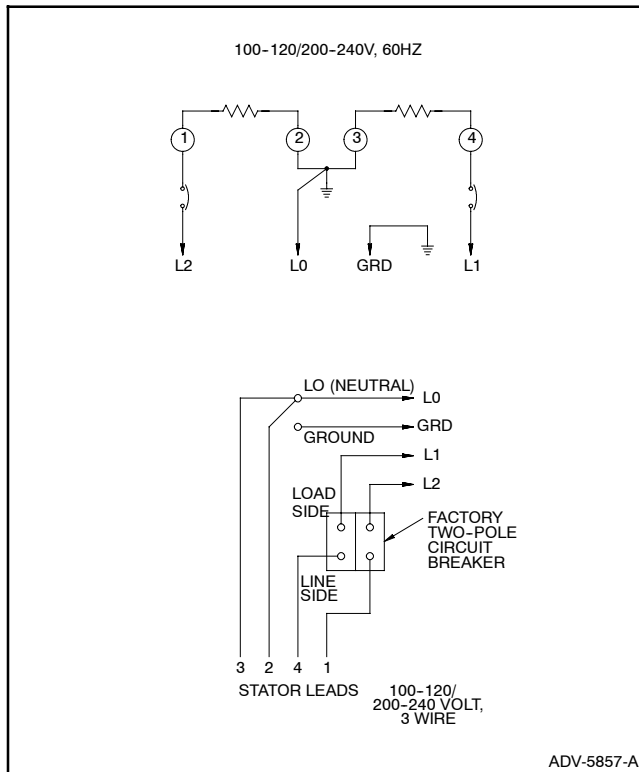 100-120/200-240V, 60HZ
1 2 3 4
L2 L0 GRD L1
LO (NEUTRAL) L0
GRD
GROUND
L1
L2
LOAD
SIDE
FACTORY
TWO-POLE
CIRCUIT
BREAKER
LINE
SIDE
3 2 4 1
STATOR LEADS
100-120/
200-240 VOLT,
3 WIRE
ADV-5857-A